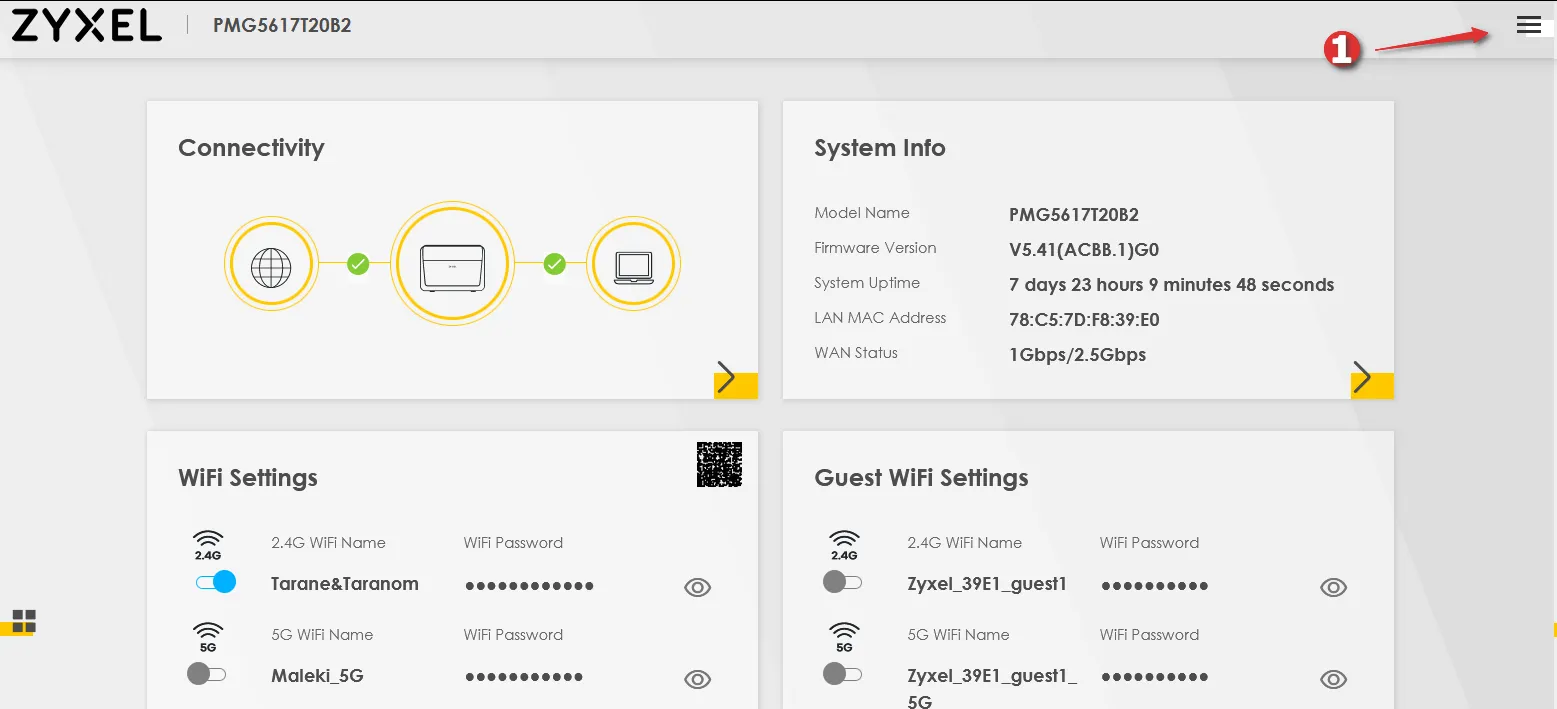 ZYXEL | PMG5617T20B2
1
Connectivity
System Info
Model Name PMG5617T20B2
Firmware Version V5.41(ACBB.1)G0
System Uptime 7 days 23 hours 9 minutes 48 seconds
LAN MAC Address 78:C5:7D:F8:39:E0
WAN Status 1Gbps/2.5Gbps
WiFi Settings
2.4G
2.4G WiFi Name WiFi Password
Tarane&Taranom ••••••••••••
5G
5G WiFi Name WiFi Password
Maleki_5G •••••••••••
Guest WiFi Settings
2.4G
2.4G WiFi Name WiFi Password
Zyxel_39E1_guest1 ••••••••••
5G
5G WiFi Name WiFi Password
Zyxel_39E1_guest1_ ••••••••••
5G